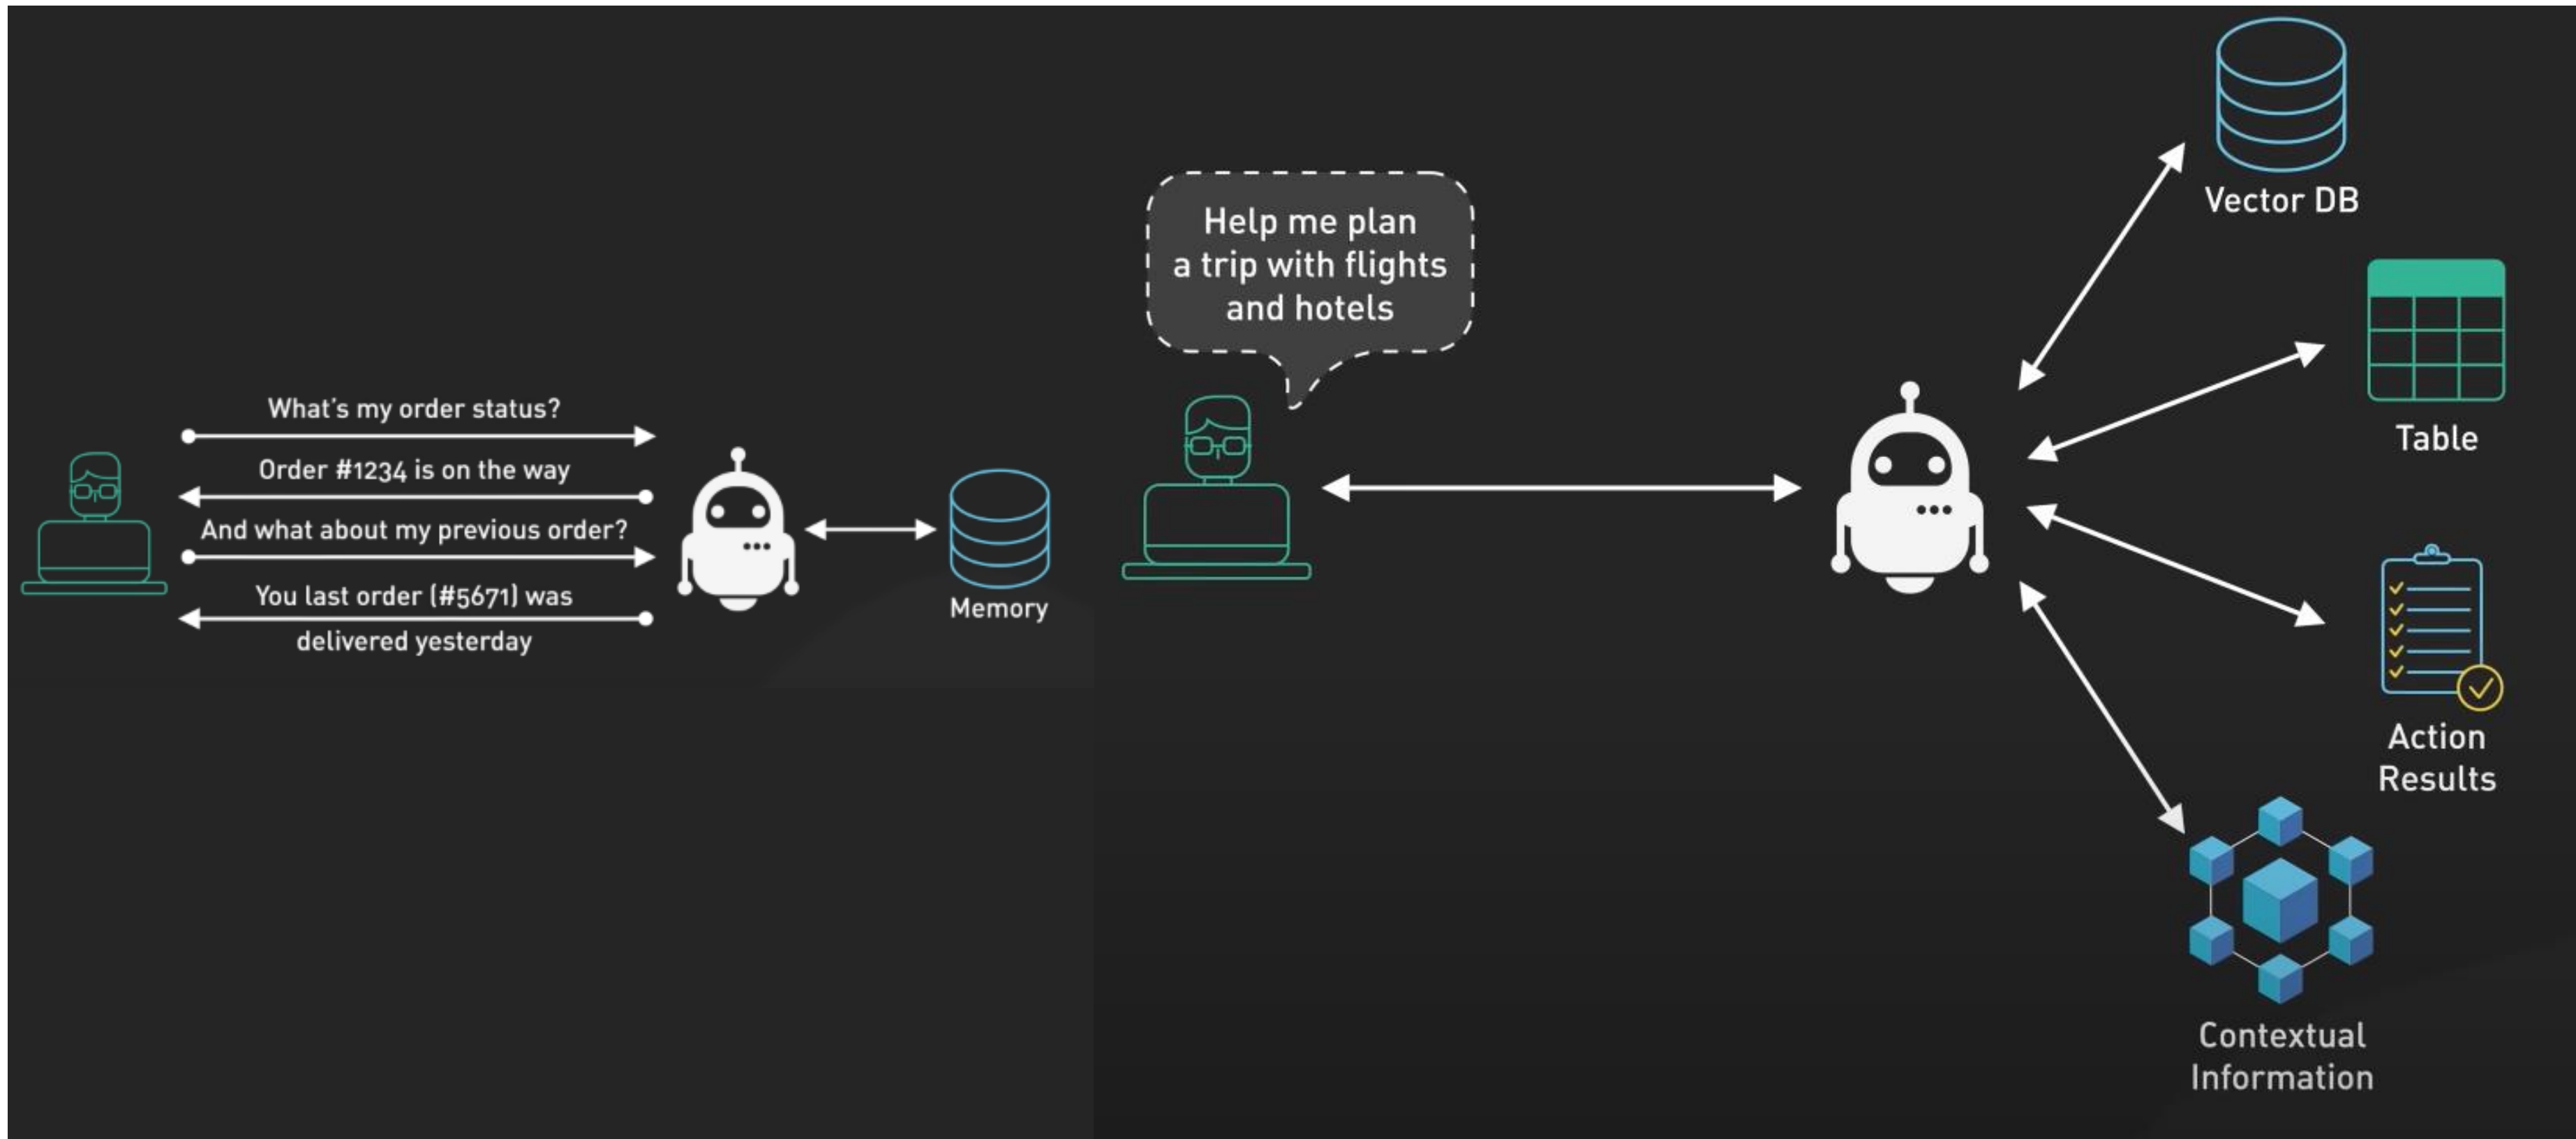 What's my order status?
Order #1234 is on the way
And what about my previous order?
You last order (#5671) was
delivered yesterday
Memory
Help me plan
a trip with flights
and hotels
Vector DB
Table
Action
Results
Contextual
Information